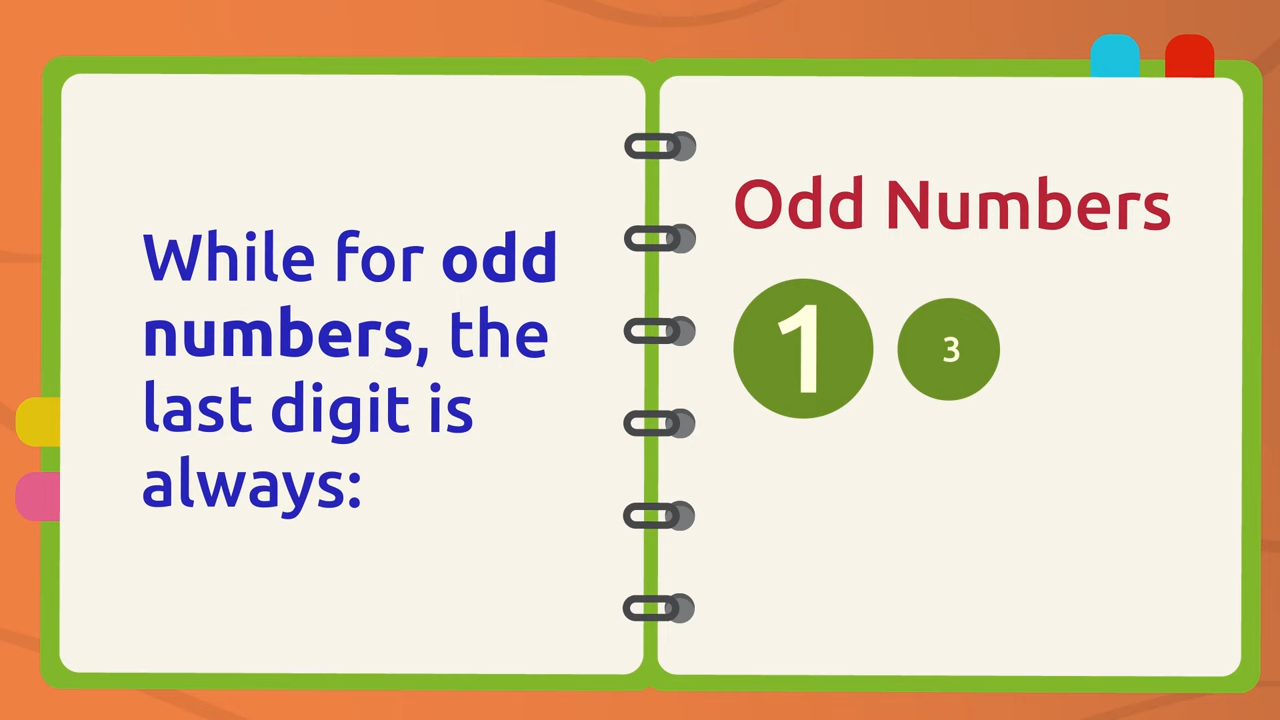 While for odd
numbers, the
last digit is
always:
Odd Numbers
1 3